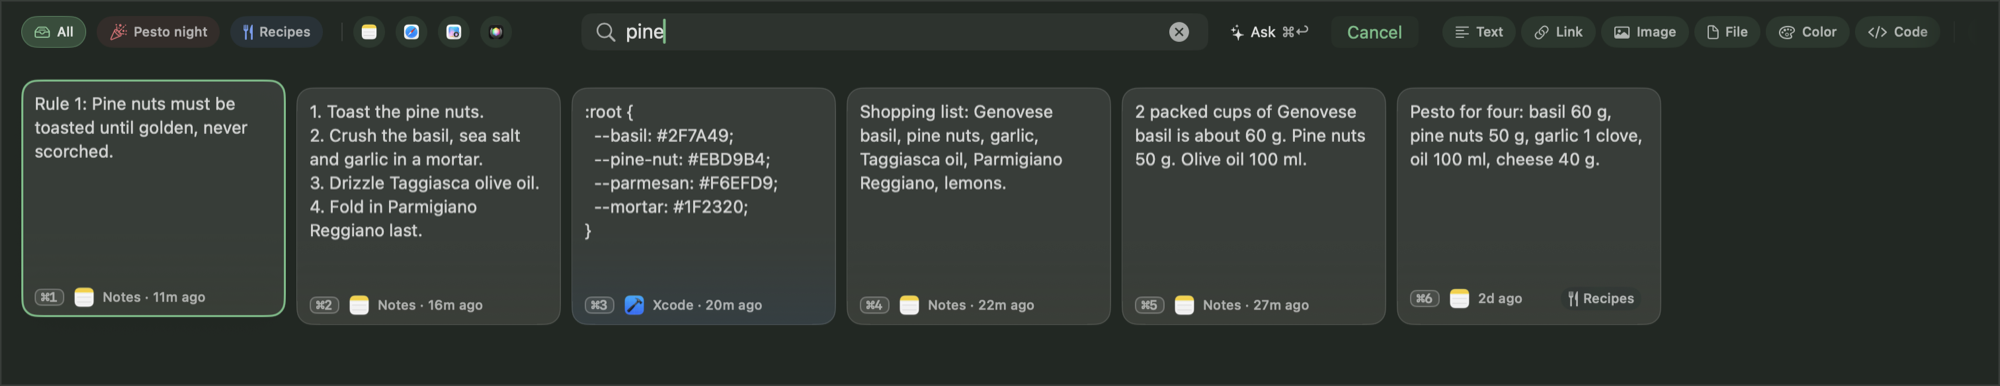 All
Pesto night
Recipes
pine
Ask ⌘↩
Cancel
Text
Link
Image
File
Color
Code
Rule 1: Pine nuts must be
toasted until golden, never
scorched.
⌘1 Notes · 11m ago
1. Toast the pine nuts.
2. Crush the basil, sea salt
and garlic in a mortar.
3. Drizzle Taggiasca olive oil.
4. Fold in Parmigiano
Reggiano last.
⌘2 Notes · 16m ago
:root {
--basil: #2F7A49;
--pine-nut: #EBD9B4;
--parmesan: #F6EFD9;
--mortar: #1F2320;
}
⌘3 Xcode · 20m ago
Shopping list: Genovese
basil, pine nuts, garlic,
Taggiasca oil, Parmigiano
Reggiano, lemons.
⌘4 Notes · 22m ago
2 packed cups of Genovese
basil is about 60 g. Pine nuts
50 g. Olive oil 100 ml.
⌘5 Notes · 27m ago
Pesto for four: basil 60 g,
pine nuts 50 g, garlic 1 clove,
oil 100 ml, cheese 40 g.
⌘6 2d ago Recipes